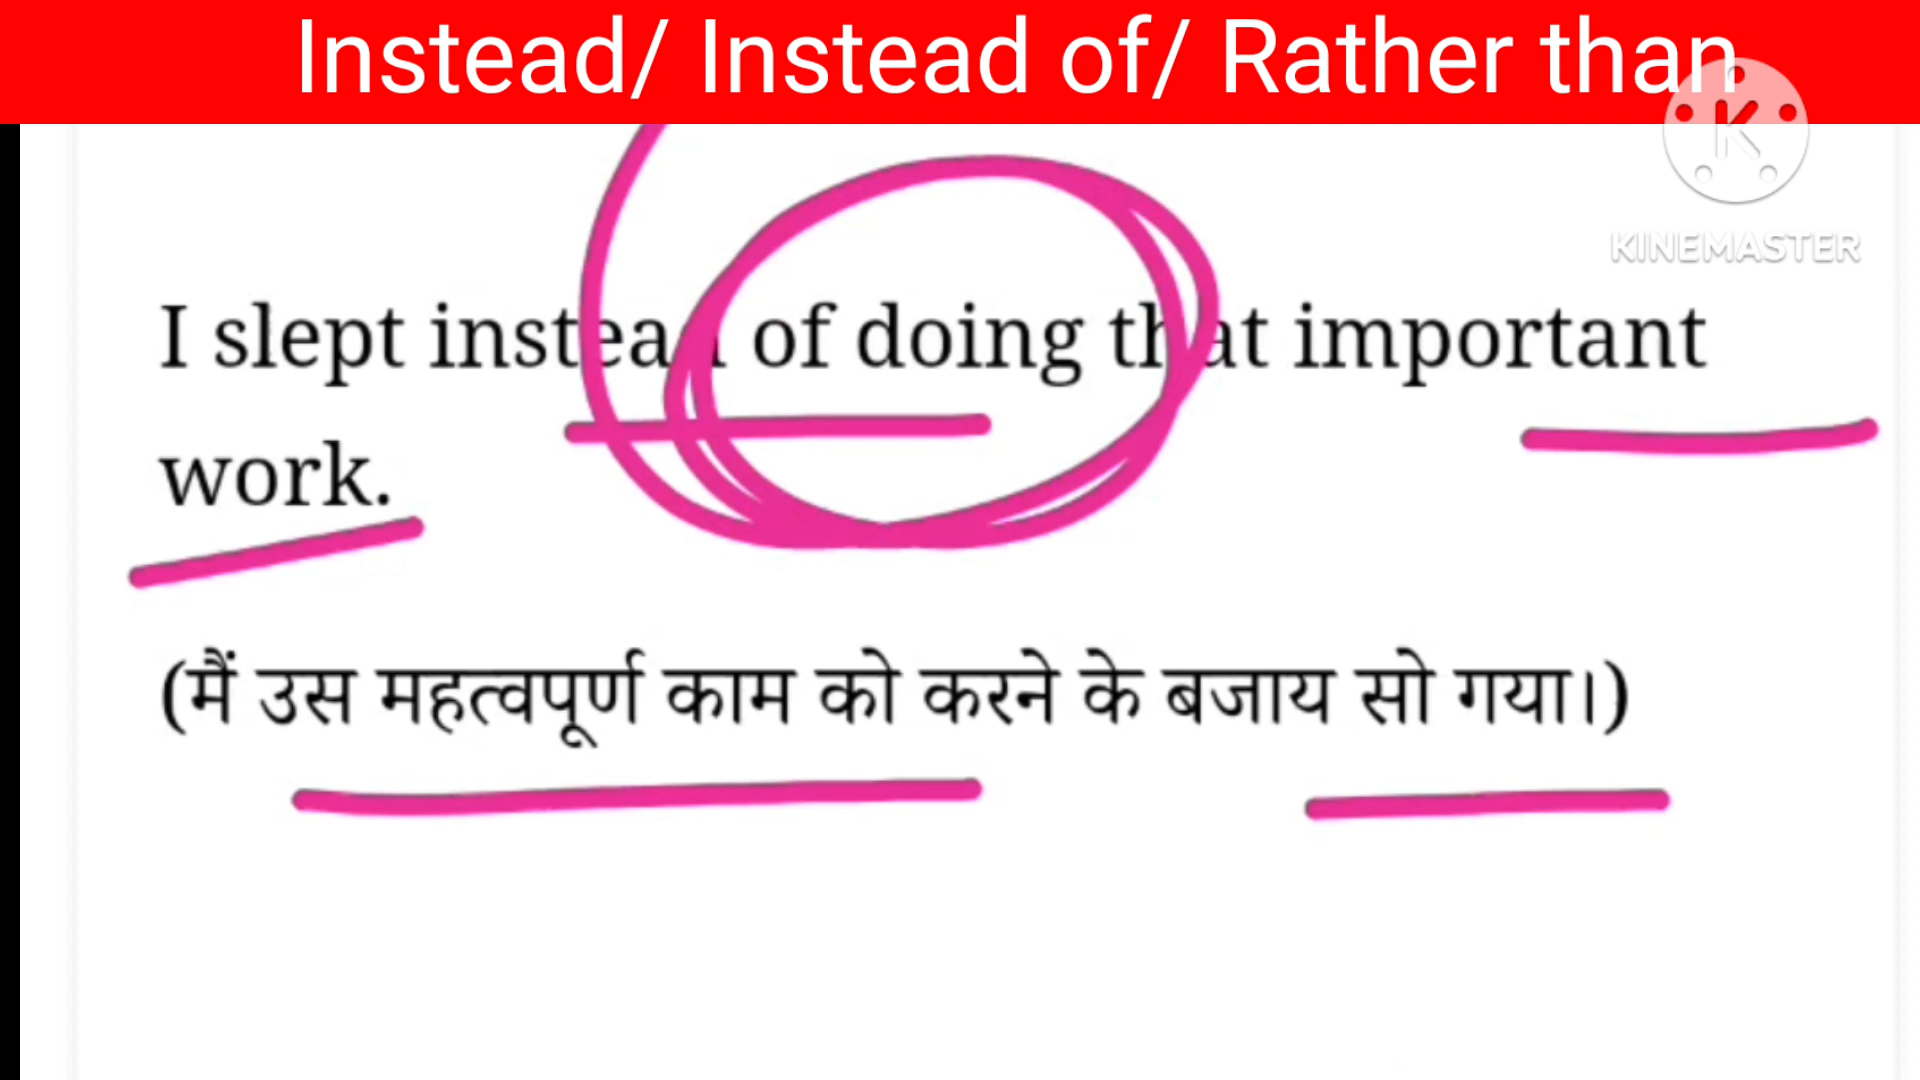 Instead/ Instead of/ Rather than
K
KINEMASTER
I slept instead of doing that important
work.
(मैं उस महत्वपूर्ण काम को करने के बजाय सो गया।)